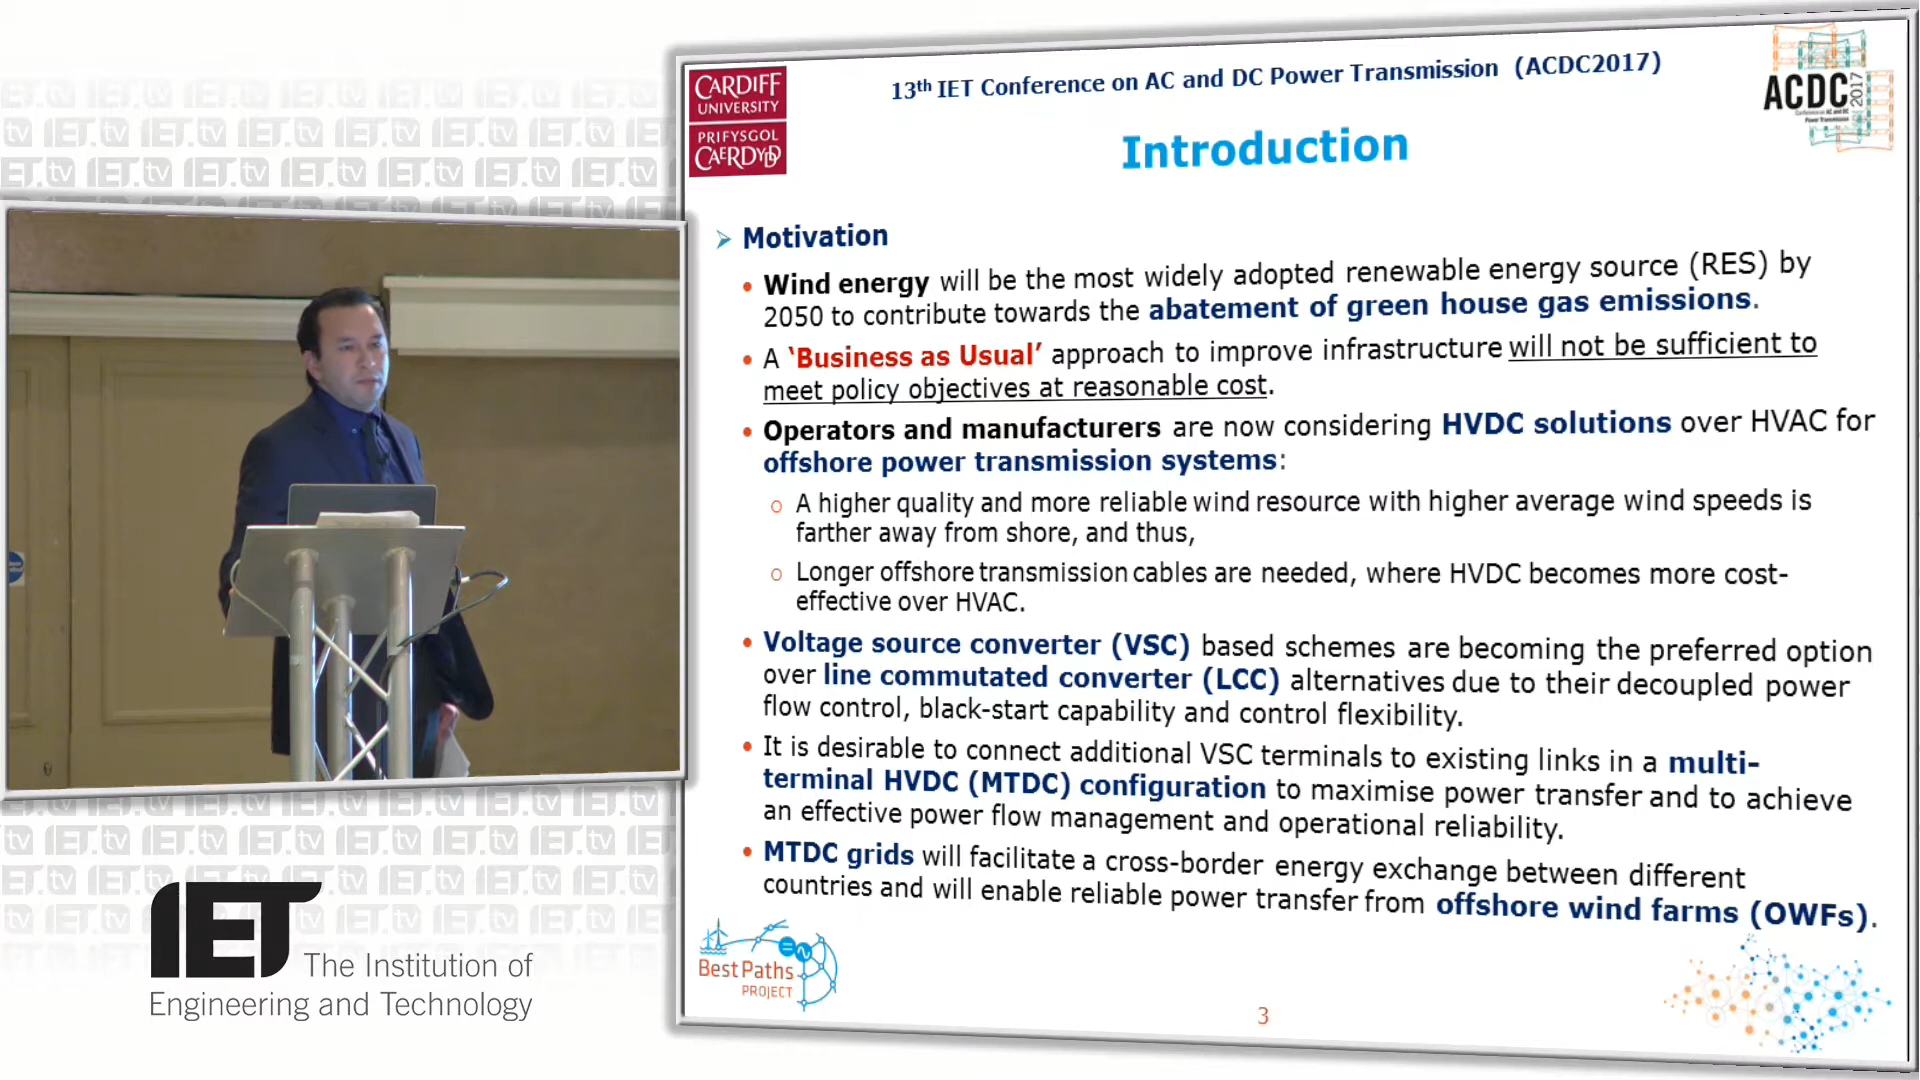 CARDIFF
UNIVERSITY
PRIFYSGOL
CAERDYDD
13th IET Conference on AC and DC Power Transmission (ACDC2017)
ACDC
2017
Conference on AC and DC
Power Transmission
Introduction
➢ Motivation
• Wind energy will be the most widely adopted renewable energy source (RES) by
2050 to contribute towards the abatement of green house gas emissions.
• A ‘Business as Usual’ approach to improve infrastructure will not be sufficient to
meet policy objectives at reasonable cost.
• Operators and manufacturers are now considering HVDC solutions over HVAC for
offshore power transmission systems:
o A higher quality and more reliable wind resource with higher average wind speeds is
farther away from shore, and thus,
o Longer offshore transmission cables are needed, where HVDC becomes more cost-
effective over HVAC.
• Voltage source converter (VSC) based schemes are becoming the preferred option
over line commutated converter (LCC) alternatives due to their decoupled power
flow control, black-start capability and control flexibility.
• It is desirable to connect additional VSC terminals to existing links in a multi-
terminal HVDC (MTDC) configuration to maximise power transfer and to achieve
an effective power flow management and operational reliability.
• MTDC grids will facilitate a cross-border energy exchange between different
countries and will enable reliable power transfer from offshore wind farms (OWFs).
Best Paths
PROJECT
3
IET
The Institution of
Engineering and Technology
IET.tv